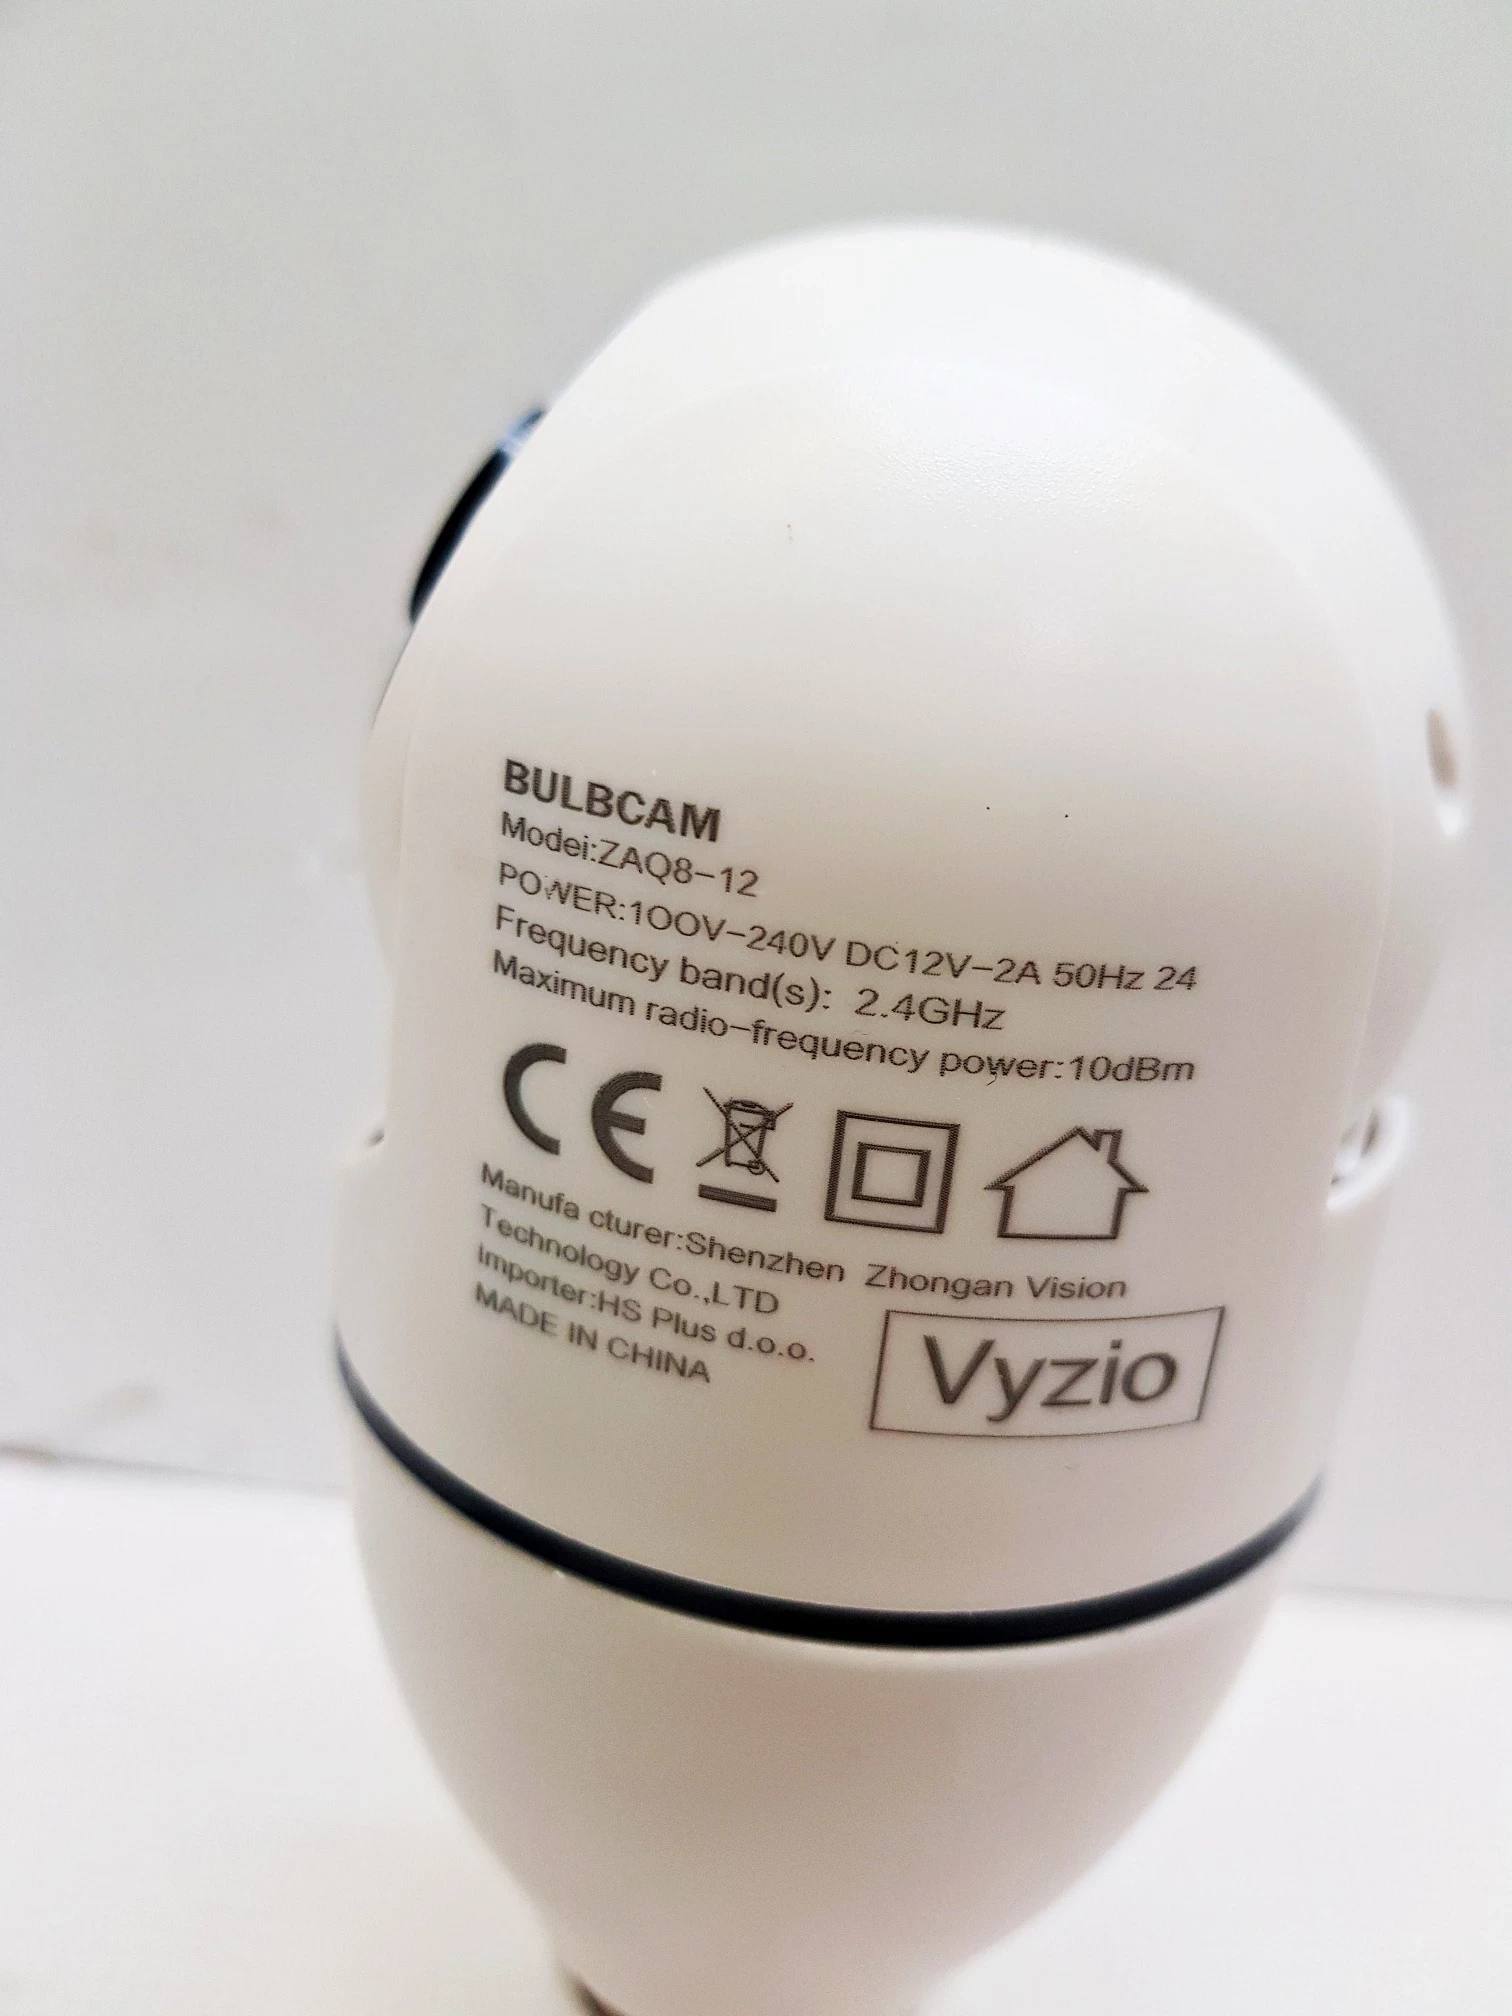 BULBCAM
Modei:ZAQ8-12
POWER:100V-240V DC12V-2A 50Hz 24
Frequency band(s): 2.4GHz
Maximum radio-frequency power:10dBm
CE
Manufa cturer:Shenzhen Zhongan Vision
Technology Co.,LTD
Importer:HS Plus d.o.o.
MADE IN CHINA
Vyzio